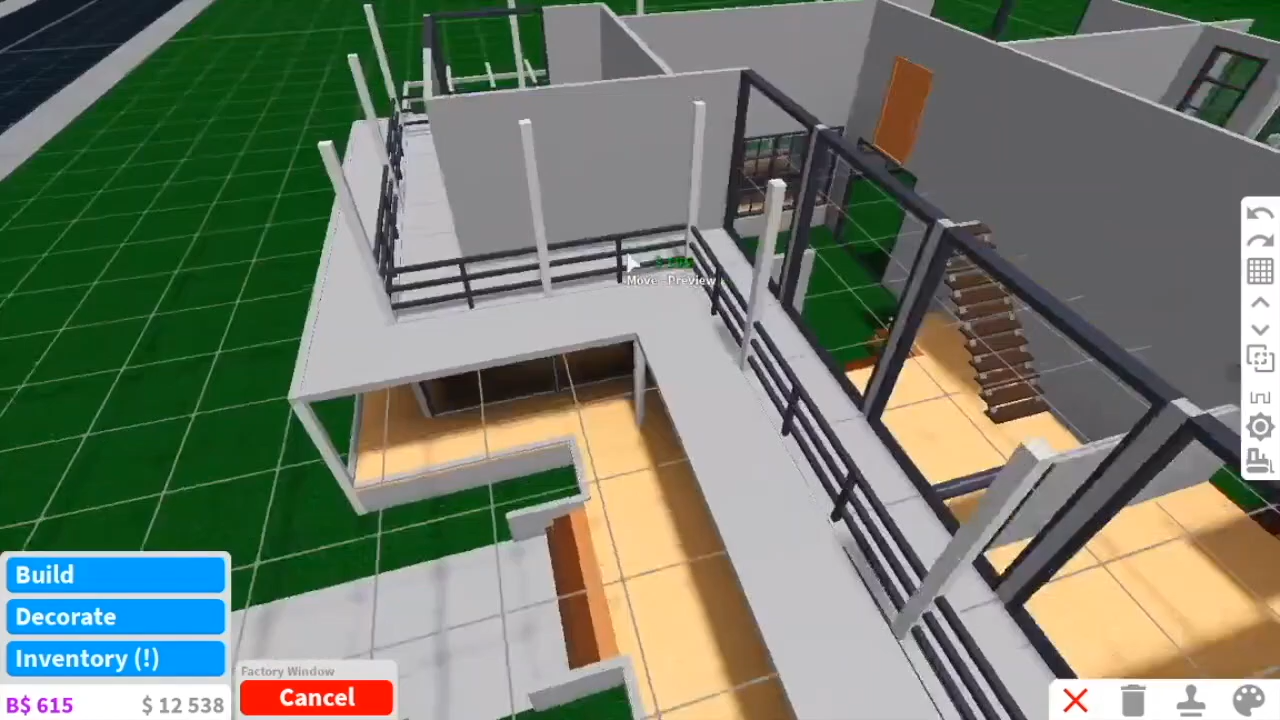 Move - Preview
Build
Decorate
Inventory (!)
B$ 615
$ 12 538
Factory Window
Cancel